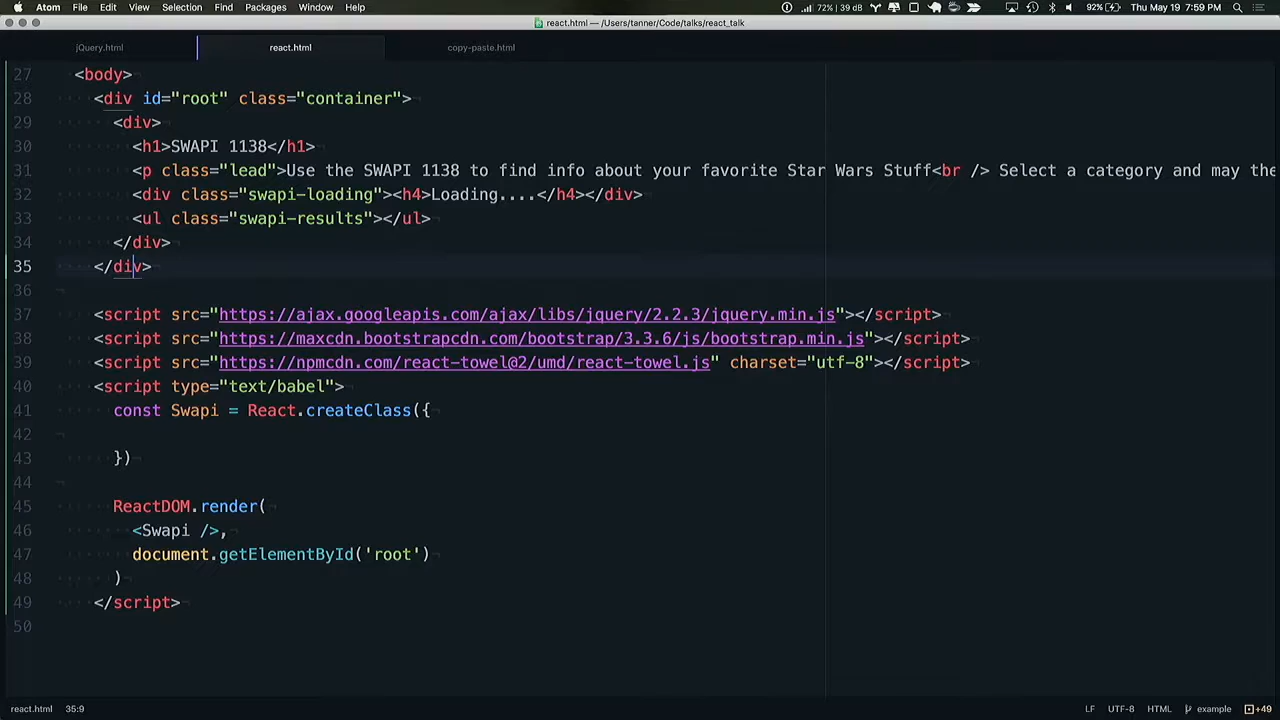 Atom File Edit View Selection Find Packages Window Help 72% 39 dB 92% Thu May 19 7:59 PM
react.html — /Users/tanner/Code/talks/react_talk
jQuery.html react.html copy-paste.html
27 <body>
28 <div id="root" class="container">
29 <div>
30 <h1>SWAPI 1138</h1>
31 <p class="lead">Use the SWAPI 1138 to find info about your favorite Star Wars Stuff<br /> Select a category and may the
32 <div class="swapi-loading"><h4>Loading....</h4></div>
33 <ul class="swapi-results"></ul>
34 </div>
35 </div>
36
37 <script src="https://ajax.googleapis.com/ajax/libs/jquery/2.2.3/jquery.min.js"></script>
38 <script src="https://maxcdn.bootstrapcdn.com/bootstrap/3.3.6/js/bootstrap.min.js"></script>
39 <script src="https://npmcdn.com/react-towel@2/umd/react-towel.js" charset="utf-8"></script>
40 <script type="text/babel">
41 const Swapi = React.createClass({
42
43 })
44
45 ReactDOM.render(
46 <Swapi />,
47 document.getElementById('root')
48 )
49 </script>
50
react.html 35:9 LF UTF-8 HTML example +49